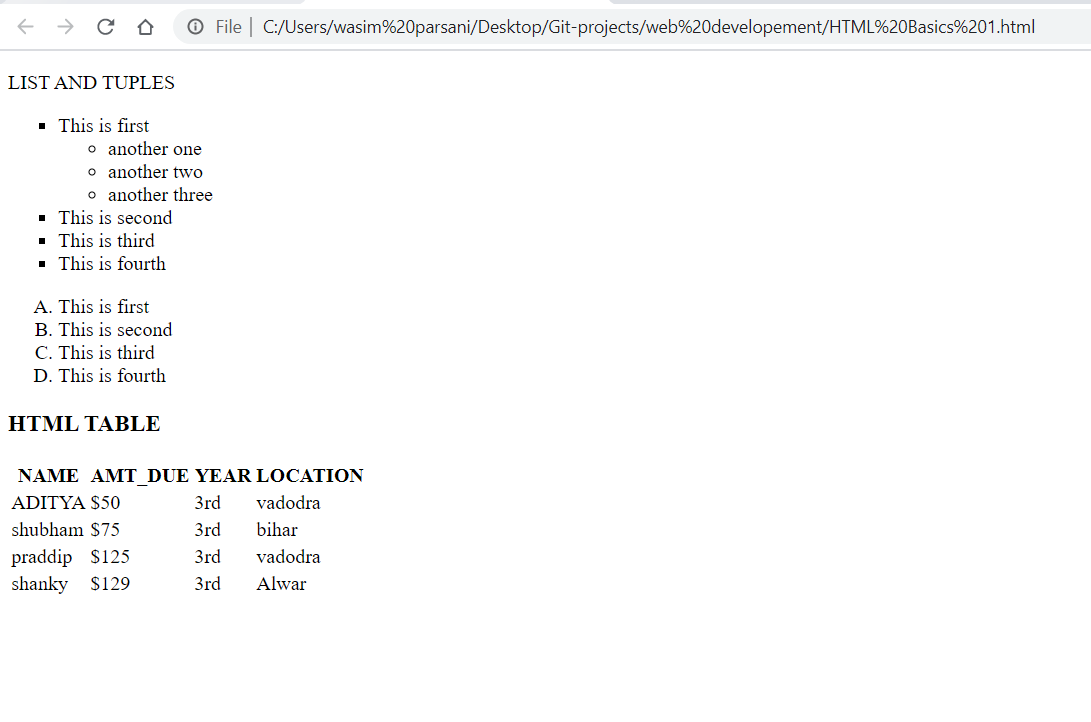 File | C:/Users/wasim%20parsani/Desktop/Git-projects/web%20developement/HTML%20Basics%201.html
LIST AND TUPLES
This is first
another one
another two
another three
This is second
This is third
This is fourth
A. This is first
B. This is second
C. This is third
D. This is fourth
HTML TABLE
NAME AMT_DUE YEAR LOCATION
ADITYA $50 3rd vadodra
shubham $75 3rd bihar
praddip $125 3rd vadodra
shanky $129 3rd Alwar